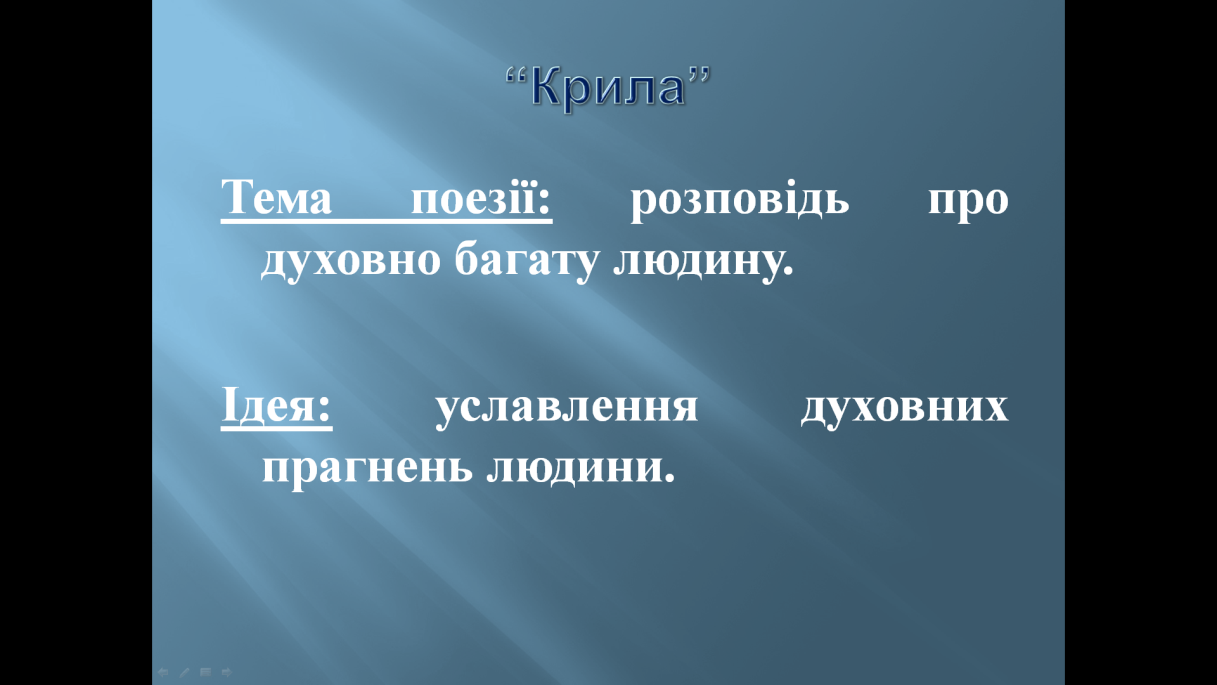 “Крила”
Тема поезії: розповідь про
духовно багату людину.
Ідея: уславлення духовних
прагнень людини.